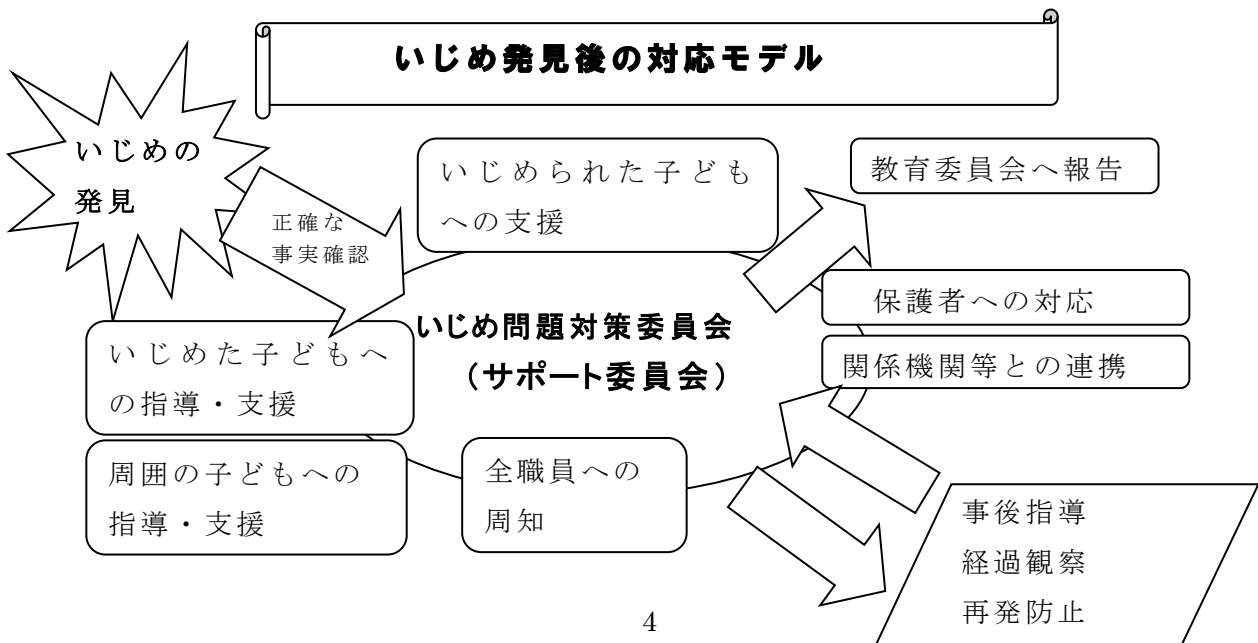 いじめ発見後の対応モデル
いじめの
発見
正確な
事実確認
いじめられた子ども
への支援
教育委員会へ報告
保護者への対応
関係機関等との連携
いじめ問題対策委員会
（サポート委員会）
いじめた子どもへ
の指導・支援
周囲の子どもへの
指導・支援
全職員への
周知
事後指導
経過観察
再発防止
4